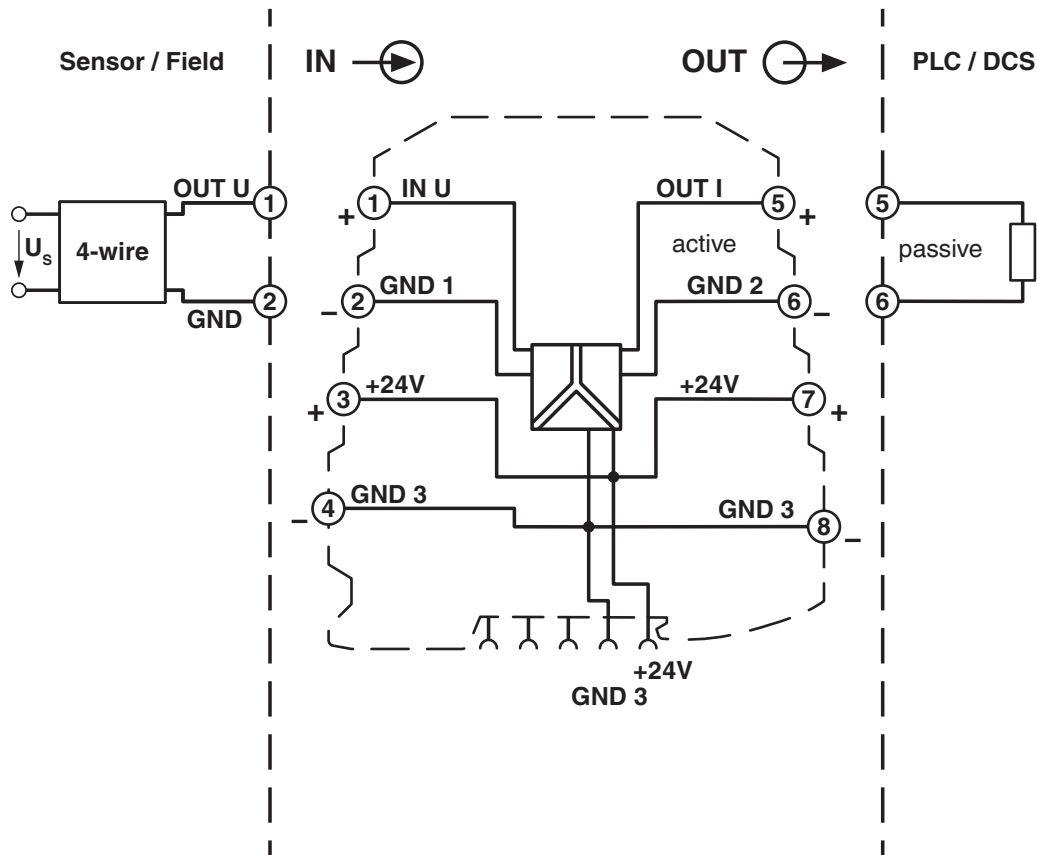 Sensor / Field
IN
OUT
PLC / DCS
OUT U
1
1
IN U
OUT I
5
5
+
+
Us
4-wire
active
passive
GND
2
2
GND 1
GND 2
6
6
–
–
3
+24V
+24V
7
+
+
4
GND 3
GND 3
8
–
–
+24V
GND 3